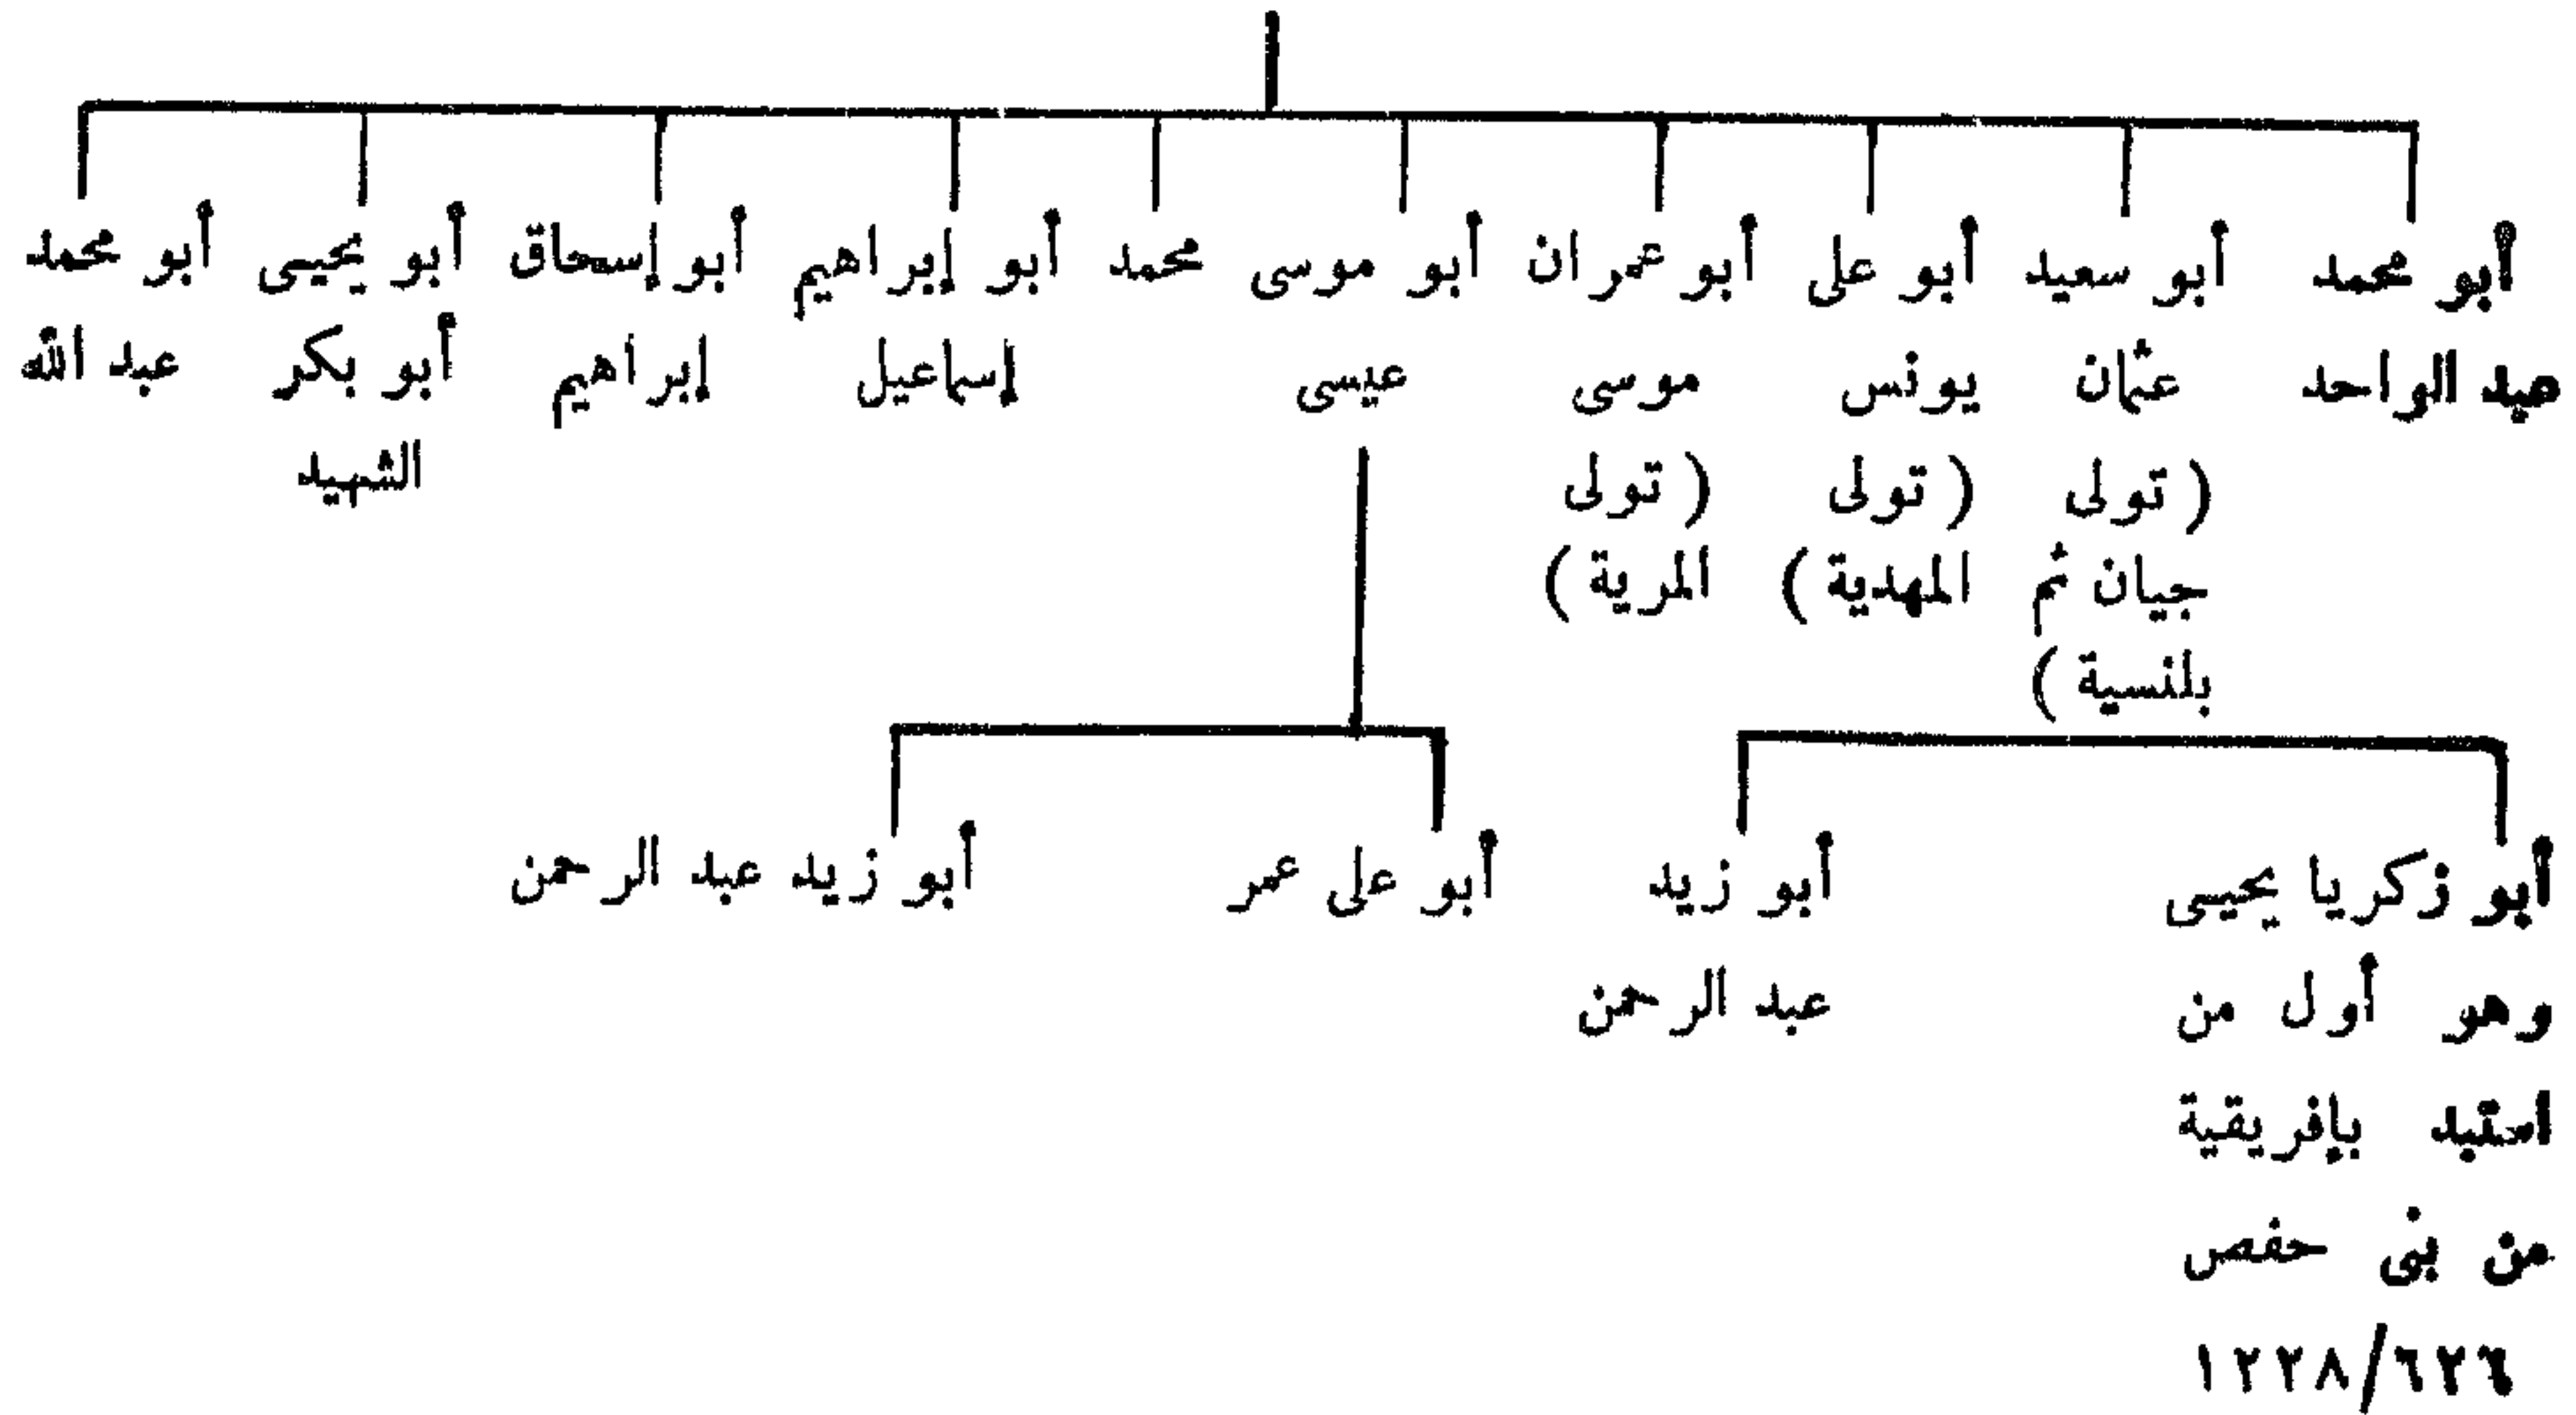 أبو محمد أبو سعيد أبو على أبو عمران أبو موسى محمد أبو إبراهيم أبو إسحاق أبو يحيى أبو محمد
عبد الواحد عثمان يونس موسى عيسى إسماعيل إبراهيم أبو بكر عبد الله
الشهيد
( تولى ( تولى ( تولى
جيان ثم المهدية ) المرية )
بلنسية )
أبو زكريا يحيى أبو زيد أبو على عمر أبو زيد عبد الرحمن
وهو أول من عبد الرحمن
استبد بإفريقية
من بنى حفص
١٢٢٨/٦٢٦